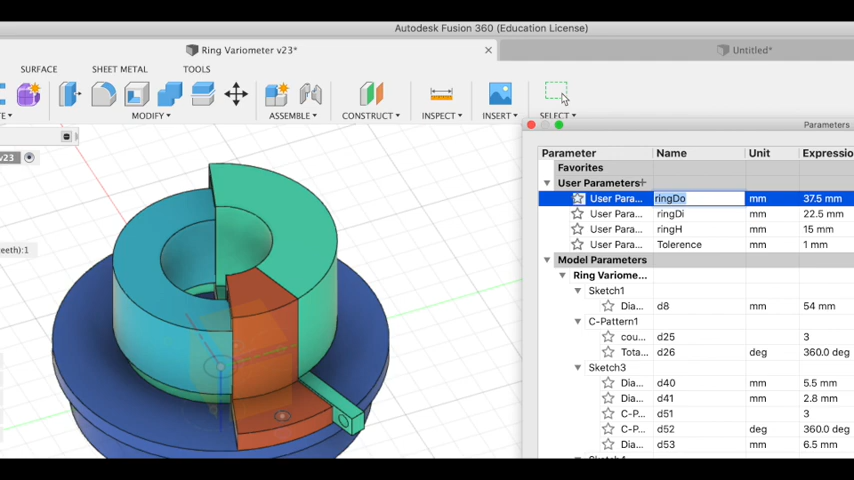 Autodesk Fusion 360 (Education License)
Ring Variometer v23*
Untitled*
SURFACE SHEET METAL TOOLS
MODIFY ASSEMBLE CONSTRUCT INSPECT INSERT SELECT
Parameters
v23
eeth):1
Parameter Name Unit Expressio
Favorites
User Parameters
User Para... ringDo mm 37.5 mm
User Para... ringDi mm 22.5 mm
User Para... ringH mm 15 mm
User Para... Tolerence mm 1 mm
Model Parameters
Ring Variome...
Sketch1
Dia... d8 mm 54 mm
C-Pattern1
cou... d25 3
Tota... d26 deg 360.0 deg
Sketch3
Dia... d40 mm 5.5 mm
Dia... d41 mm 2.8 mm
C-P... d51 3
C-P... d52 deg 360.0 deg
Dia... d53 mm 6.5 mm